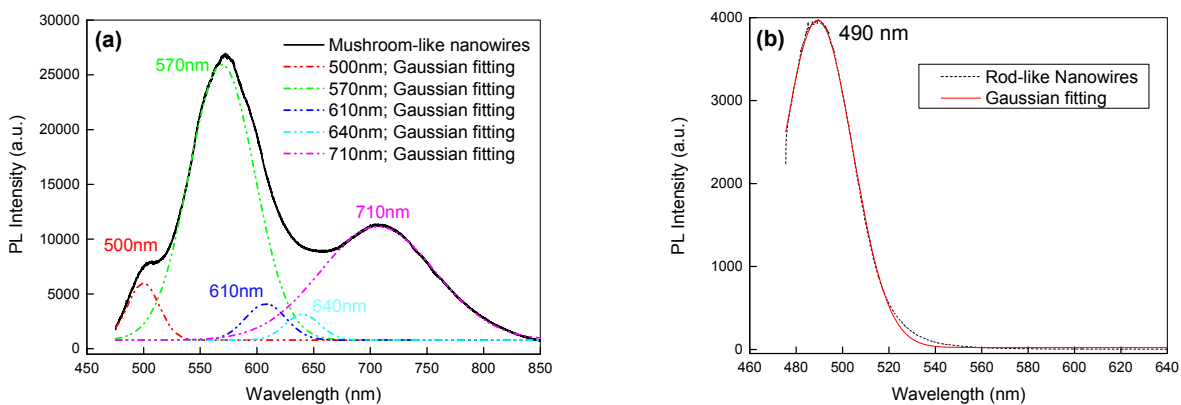 (a)
30000
25000
20000
15000
10000
5000
0
PL Intensity (a.u.)
450 500 550 600 650 700 750 800 850
Wavelength (nm)
Mushroom-like nanowires
500nm; Gaussian fitting
570nm; Gaussian fitting
610nm; Gaussian fitting
640nm; Gaussian fitting
710nm; Gaussian fitting
570nm
500nm
610nm
640nm
710nm
(b)
490 nm
4000
3000
2000
1000
0
PL Intensity (a.u.)
460 480 500 520 540 560 580 600 620 640
Wavelength (nm)
Rod-like Nanowires
Gaussian fitting